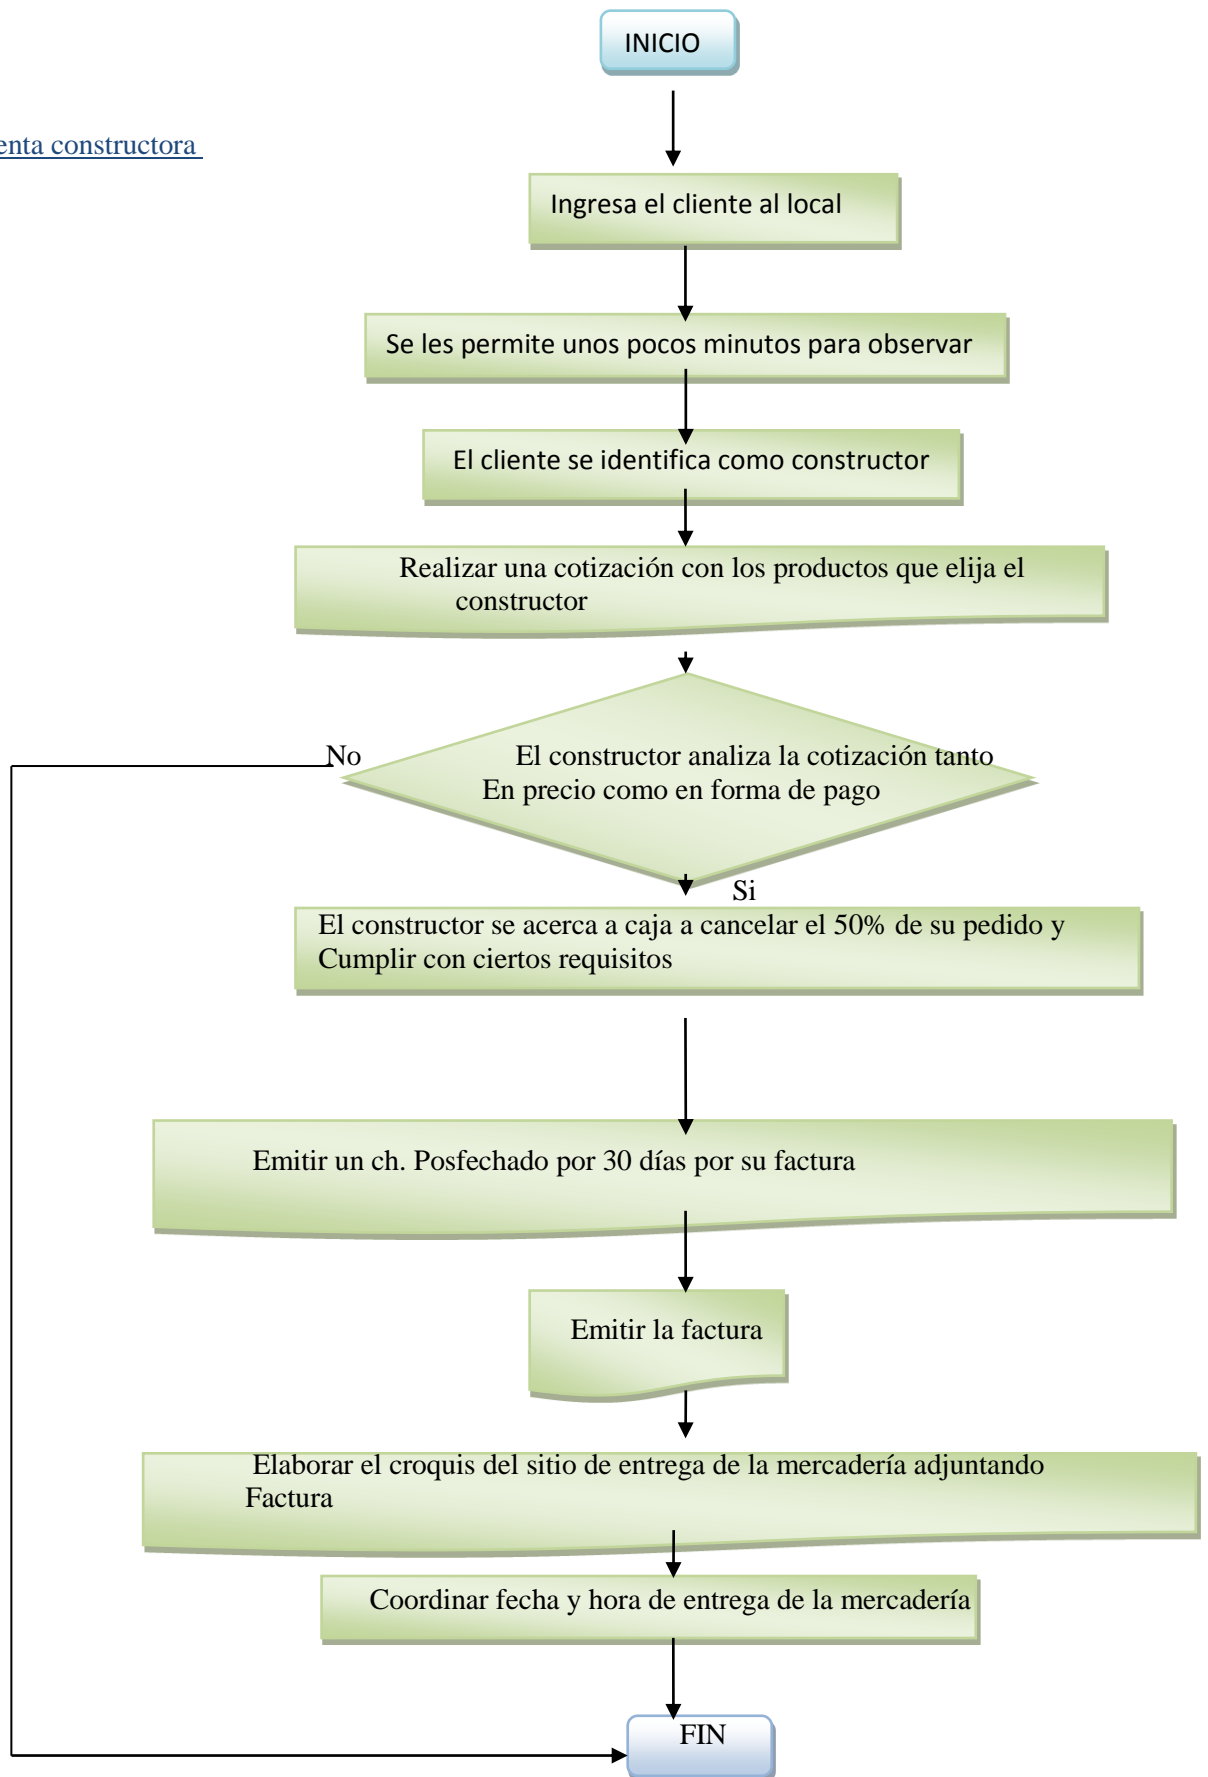 INICIO
enta constructora
Ingresa el cliente al local
Se les permite unos pocos minutos para observar
El cliente se identifica como constructor
Realizar una cotización con los productos que elija el
constructor
No
El constructor analiza la cotización tanto
En precio como en forma de pago
Si
El constructor se acerca a caja a cancelar el 50% de su pedido y
Cumplir con ciertos requisitos
Emitir un ch. Posfechado por 30 días por su factura
Emitir la factura
Elaborar el croquis del sitio de entrega de la mercadería adjuntando
Factura
Coordinar fecha y hora de entrega de la mercadería
FIN